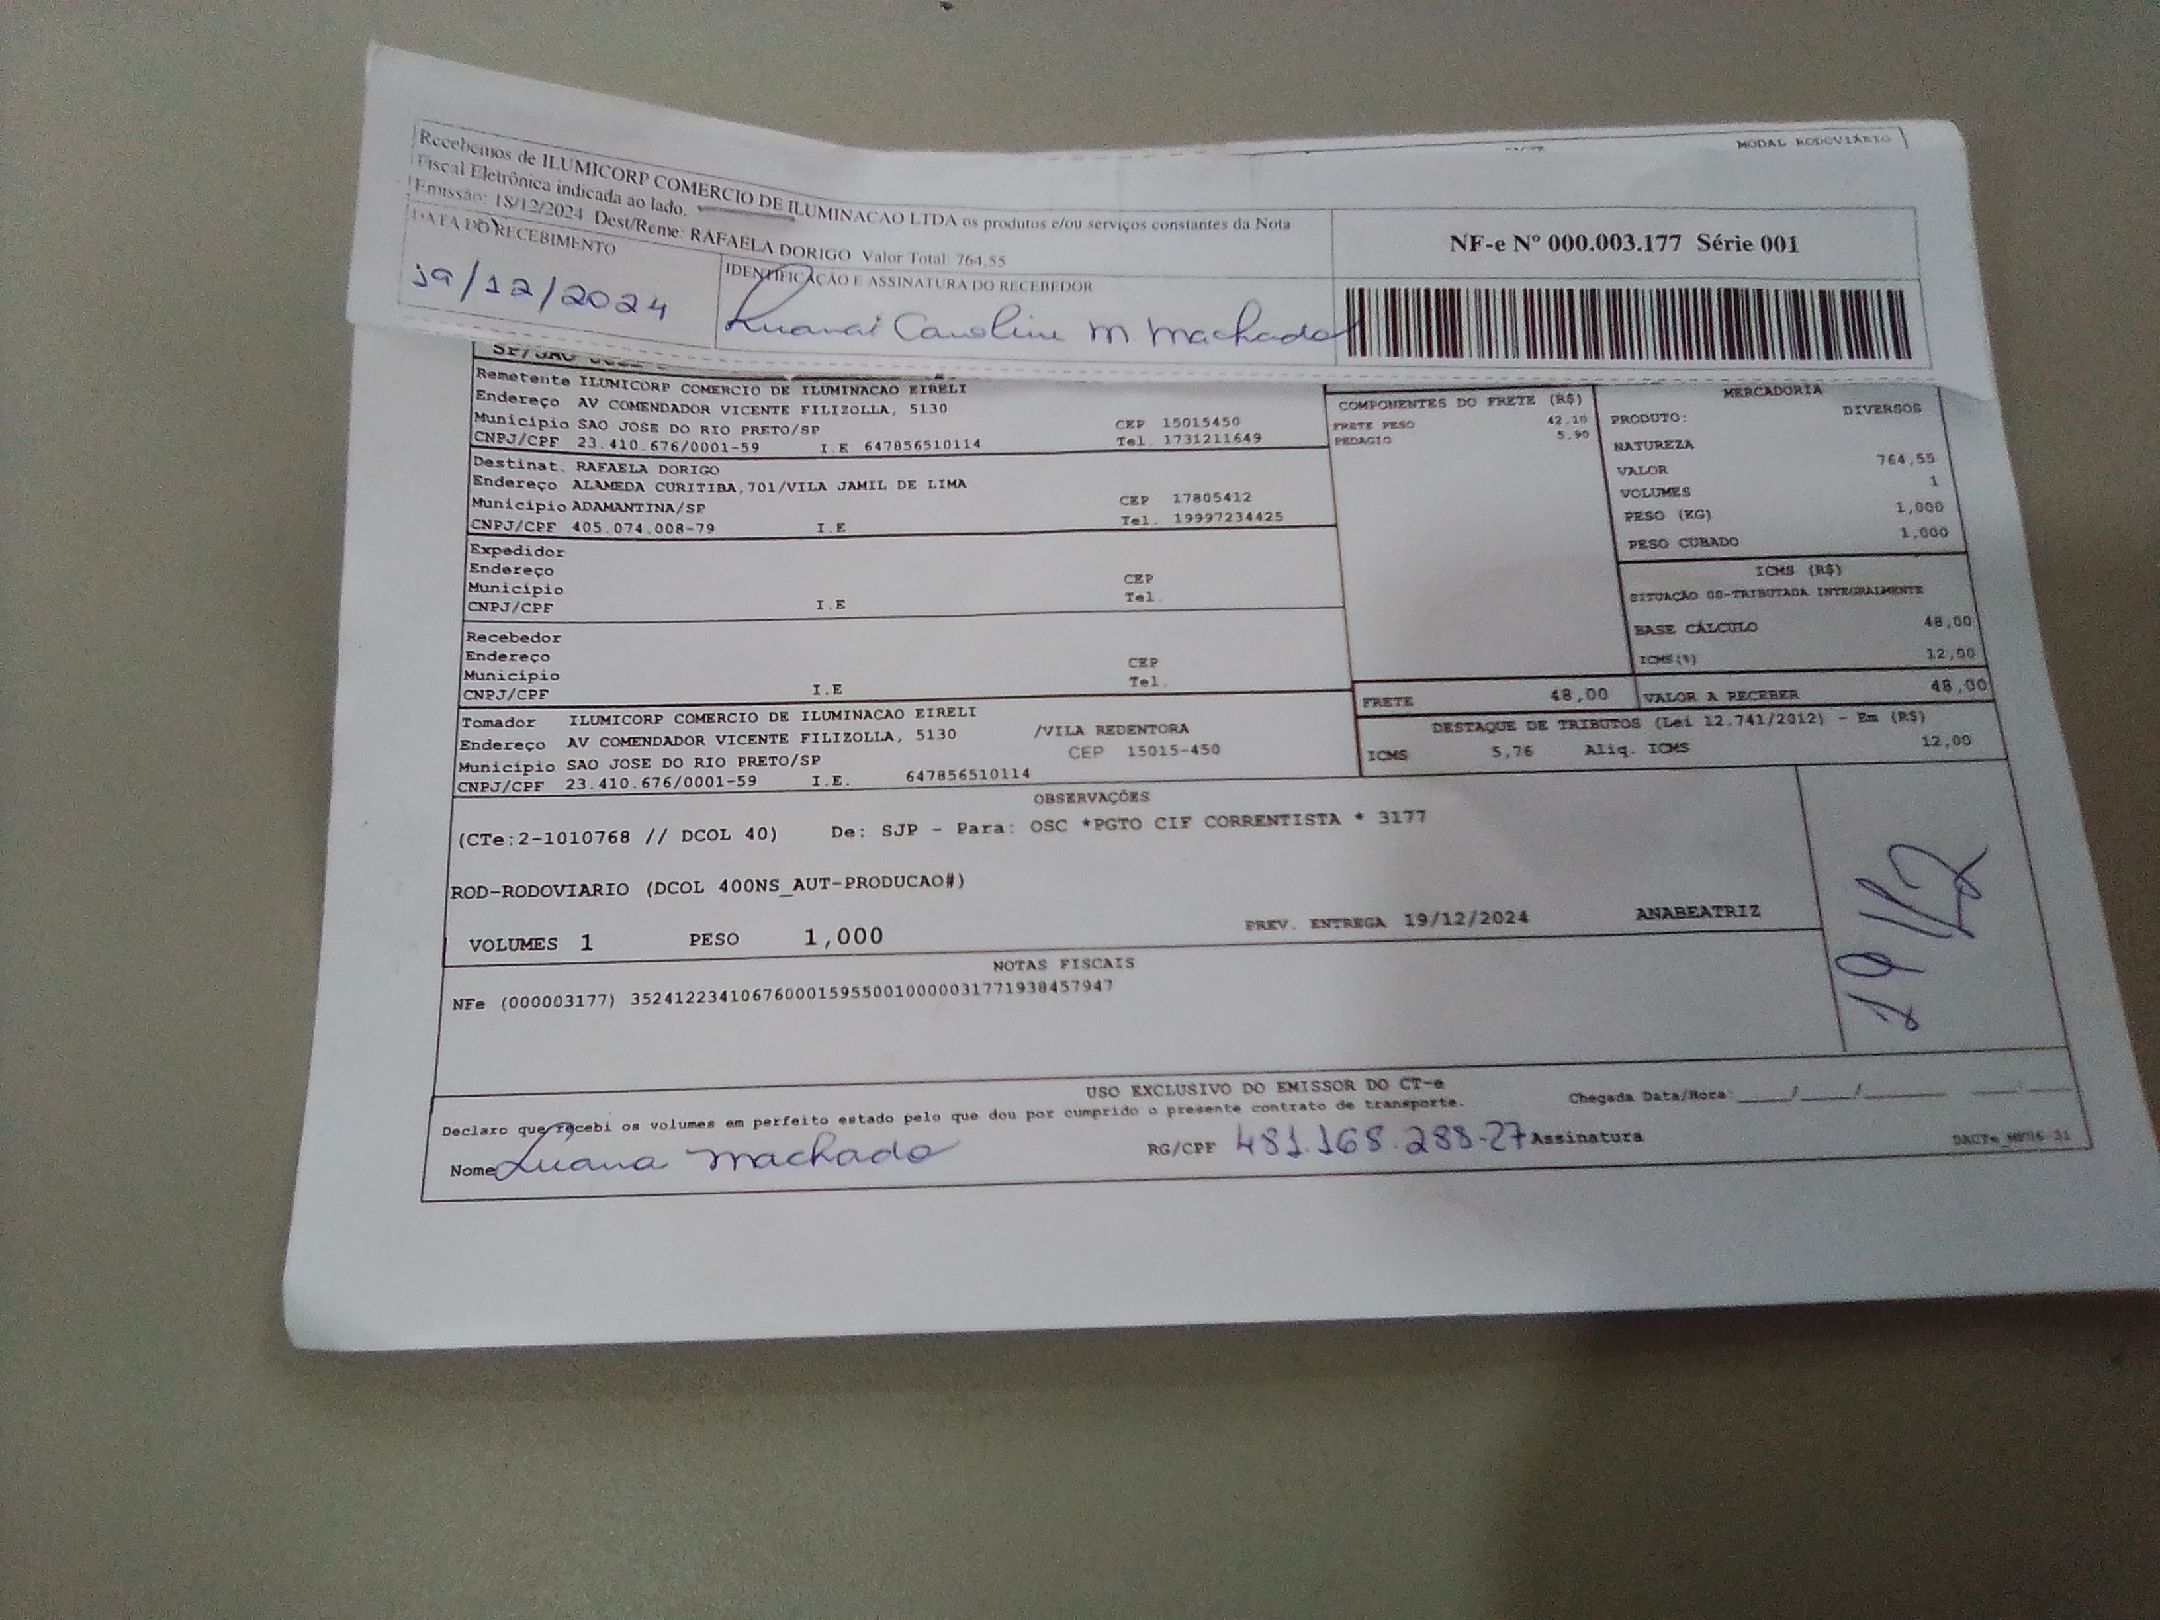 MODAL RODOVIÁRIO
Recebemos de ILUMICORP COMERCIO DE ILUMINACAO LTDA os produtos e/ou serviços constantes da Nota
Fiscal Eletrônica indicada ao lado.
Emissão: 18/12/2024 Dest/Reme: RAFAELA DORIGO Valor Total: 764,55
DATA DO RECEBIMENTO
19/12/2024
IDENTIFICAÇÃO E ASSINATURA DO RECEBEDOR
Caroline M Machado
NF-e Nº 000.003.177 Série 001
Remetente ILUMICORP COMERCIO DE ILUMINACAO EIRELI
Endereço AV COMENDADOR VICENTE FILIZOLLA, 5130
Município SAO JOSE DO RIO PRETO/SP CEP 15015450
CNPJ/CPF 23.410.676/0001-59 I.E 647856510114 Tel. 1731211649
Destinat. RAFAELA DORIGO
Endereço ALAMEDA CURITIBA,701/VILA JAMIL DE LIMA
Município ADAMANTINA/SP CEP 17805412
CNPJ/CPF 405.074.008-79 I.E Tel. 19997234425
Expedidor
Endereço
Município CEP
CNPJ/CPF I.E Tel.
Recebedor
Endereço
Município CEP
CNPJ/CPF I.E Tel.
Tomador ILUMICORP COMERCIO DE ILUMINACAO EIRELI
Endereço AV COMENDADOR VICENTE FILIZOLLA, 5130 /VILA REDENTORA
Município SAO JOSE DO RIO PRETO/SP CEP 15015-450
CNPJ/CPF 23.410.676/0001-59 I.E. 647856510114
COMPONENTES DO FRETE (R$)
FRETE PESO 42,10
PEDAGIO 5,90
MERCADORIA
PRODUTO: DIVERSOS
NATUREZA
VALOR 764,55
VOLUMES 1
PESO (KG) 1,000
PESO CUBADO 1,000
ICMS (R$)
SITUAÇÃO 00-TRIBUTADA INTEGRALMENTE
BASE CÁLCULO 48,00
ICMS(%) 12,00
FRETE 48,00 VALOR A RECEBER 48,00
DESTAQUE DE TRIBUTOS (Lei 12.741/2012) - Em (R$)
ICMS 5,76 Aliq. ICMS 12,00
OBSERVAÇÕES
(CTe:2-1010768 // DCOL 40) De: SJP - Para: OSC *PGTO CIF CORRENTISTA * 3177
ROD-RODOVIARIO (DCOL 400NS_AUT-PRODUCAO#)
VOLUMES 1 PESO 1,000 PREV. ENTREGA 19/12/2024 ANABEATRIZ
19/12
NOTAS FISCAIS
NFe (000003177) 35241223410676000159550010000031771938457947
USO EXCLUSIVO DO EMISSOR DO CT-e
Declaro que recebi os volumes em perfeito estado pelo que dou por cumprido o presente contrato de transporte. Chegada Data/Hora: ____/____/______
Nome Luana Machado RG/CPF 481.168.288-27 Assinatura